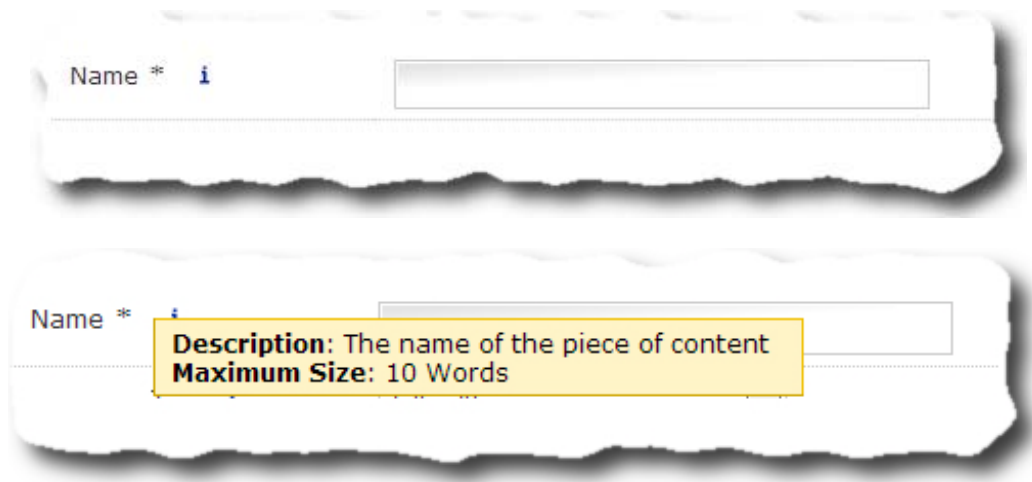 Name * i
Name * i
Description: The name of the piece of content
Maximum Size: 10 Words